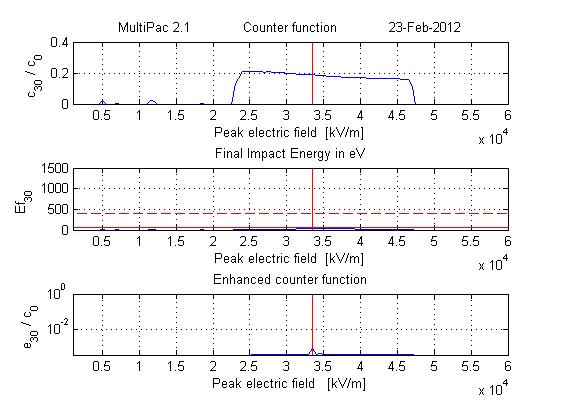 MultiPac 2.1 Counter function 23-Feb-2012
0.4
0.2
0
c30 / c0
0.5 1 1.5 2 2.5 3 3.5 4 4.5 5 5.5 6
Peak electric field [kV/m]
x 10^4
Final Impact Energy in eV
1500
1000
500
0
Ef30
0.5 1 1.5 2 2.5 3 3.5 4 4.5 5 5.5 6
Peak electric field [kV/m]
x 10^4
Enhanced counter function
10^0
10^-2
e30 / c0
0.5 1 1.5 2 2.5 3 3.5 4 4.5 5 5.5 6
Peak electric field [kV/m]
x 10^4